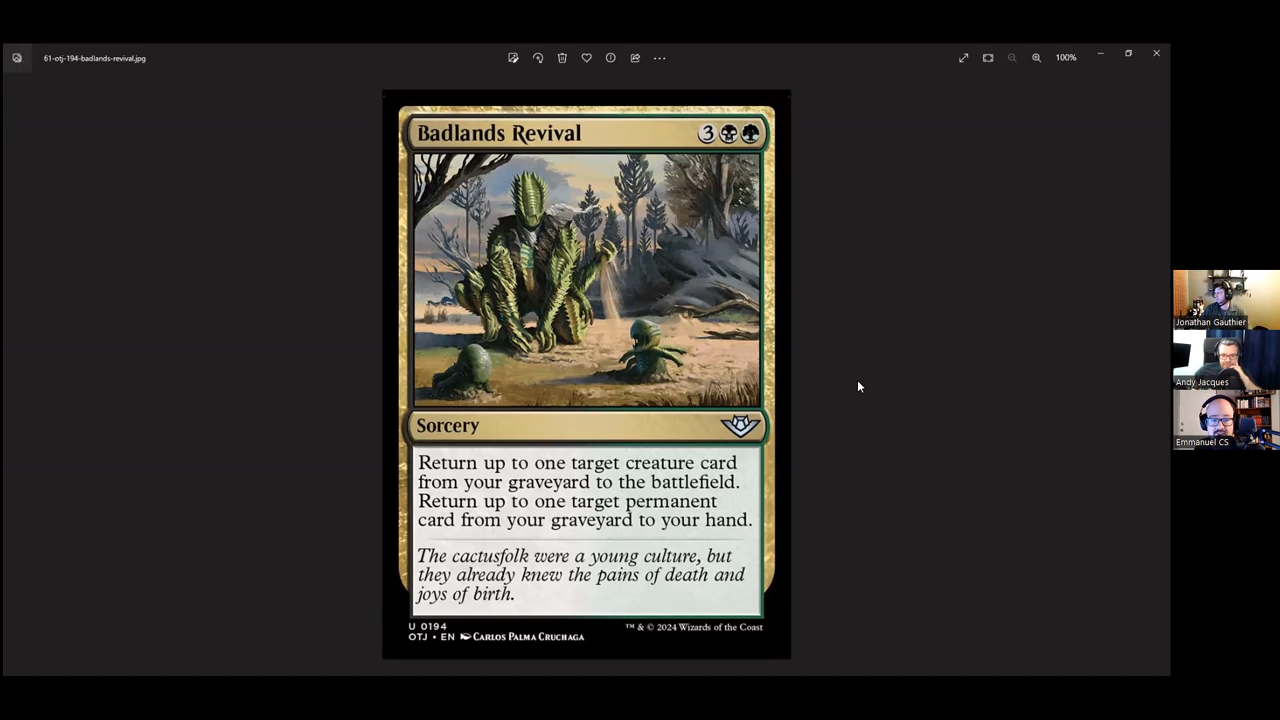 61-otj-194-badlands-revival.jpg
100%
Badlands Revival
3
Sorcery
Return up to one target creature card
from your graveyard to the battlefield.
Return up to one target permanent
card from your graveyard to your hand.
The cactusfolk were a young culture, but
they already knew the pains of death and
joys of birth.
U 0194
™ & © 2024 Wizards of the Coast
OTJ • EN Carlos Palma Cruchaga
Jonathan Gauthier
Andy Jacques
Emmanuel CS